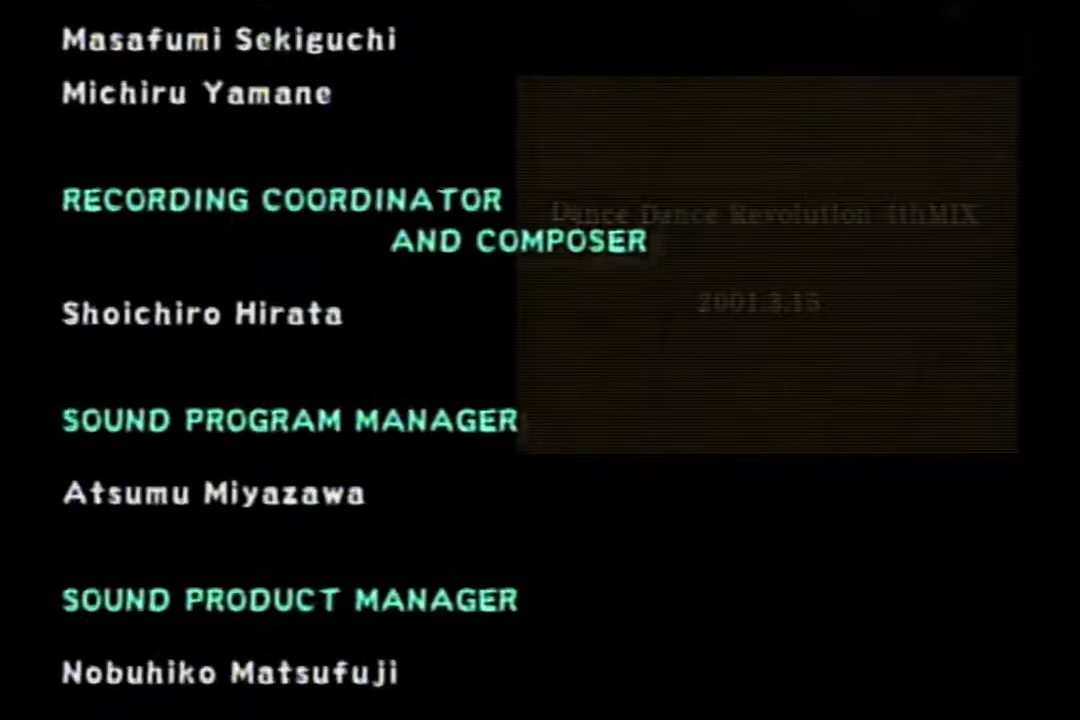 Masafumi Sekiguchi
Michiru Yamane
RECORDING COORDINATOR
AND COMPOSER
Shoichiro Hirata
SOUND PROGRAM MANAGER
Atsumu Miyazawa
SOUND PRODUCT MANAGER
Nobuhiko Matsufuji
Dance Dance Revolution 4thMIX
2001.3.15